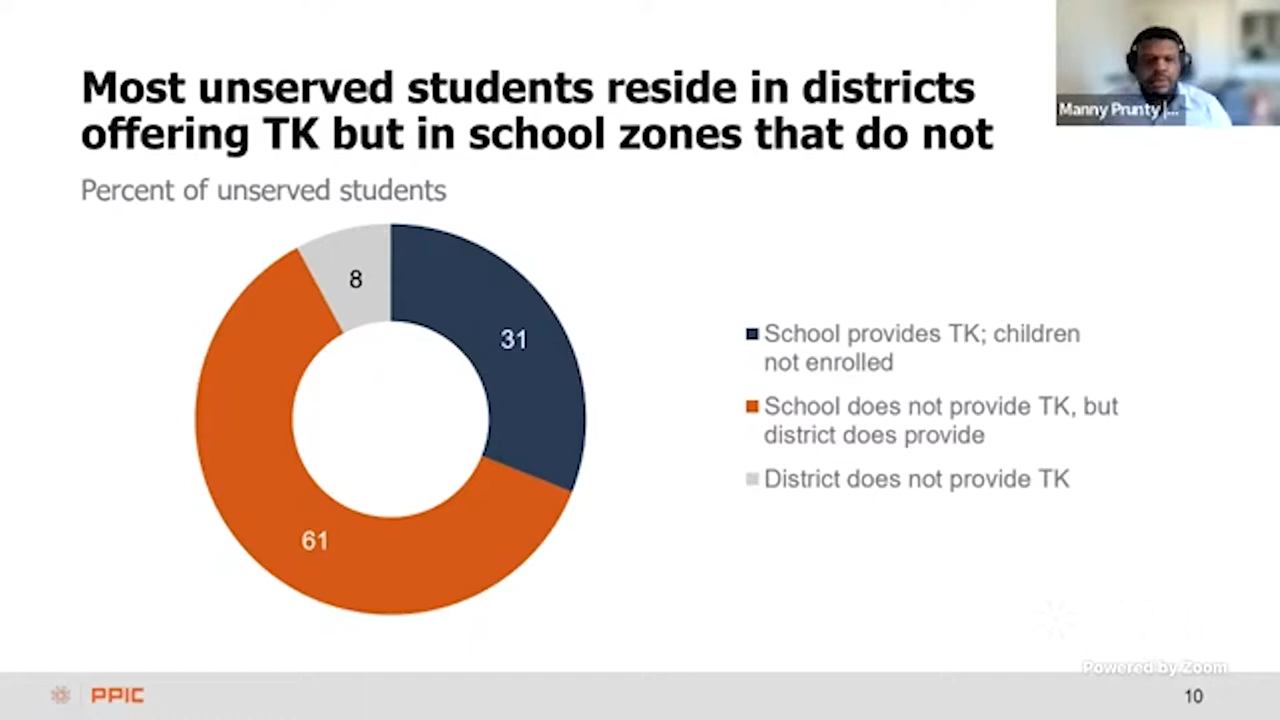 Most unserved students reside in districts
offering TK but in school zones that do not
Percent of unserved students
Manny Prunty |...
8
31
61
School provides TK; children
not enrolled
School does not provide TK, but
district does provide
District does not provide TK
Powered by Zoom
PPIC
10